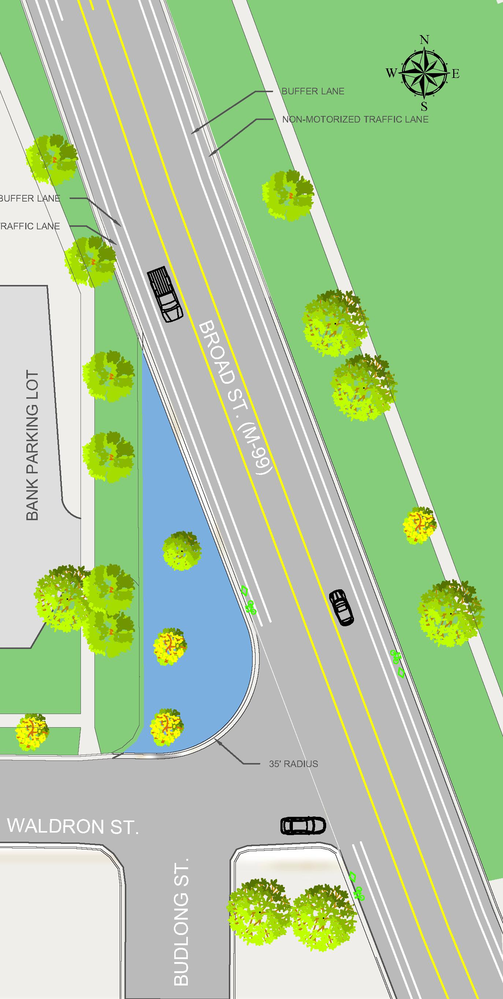 N
W E
S
BUFFER LANE
NON-MOTORIZED TRAFFIC LANE
BUFFER LANE
TRAFFIC LANE
BROAD ST. (M-99)
BANK PARKING LOT
35' RADIUS
WALDRON ST.
BUDLONG ST.